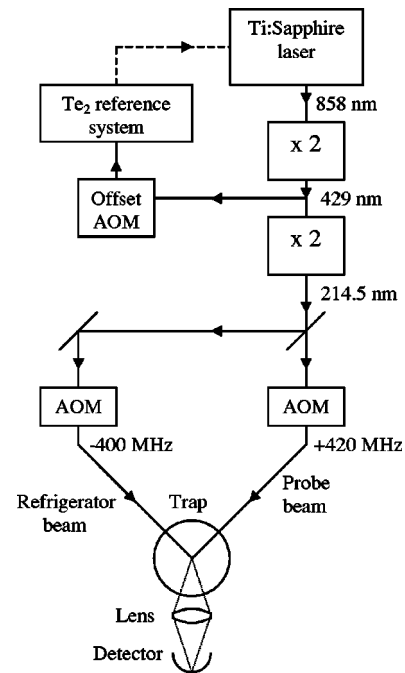 Ti:Sapphire
laser
858 nm
Te₂ reference
system
x 2
Offset
AOM
429 nm
x 2
214.5 nm
AOM
AOM
-400 MHz
+420 MHz
Refrigerator
beam
Trap
Probe
beam
Lens
Detector